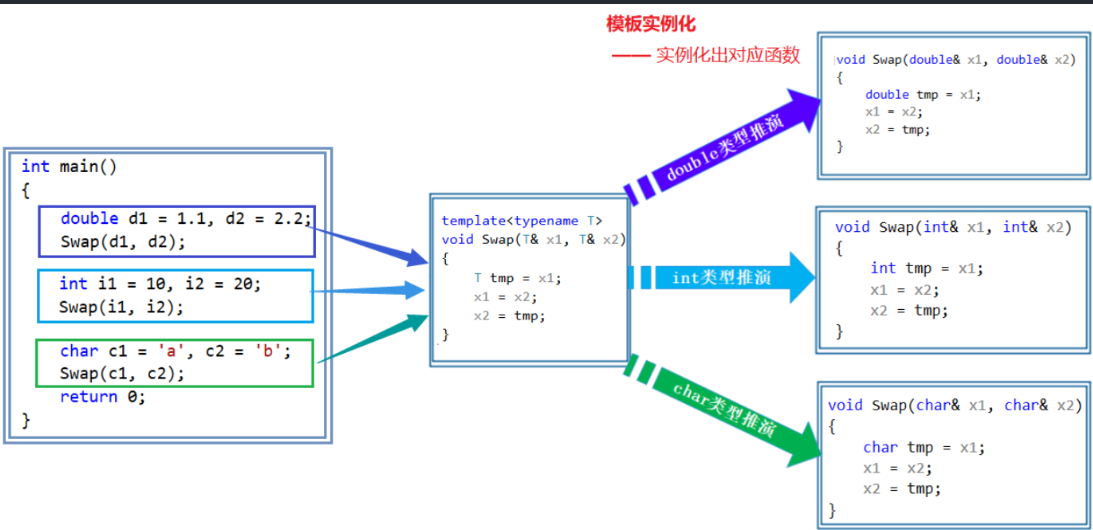 模板实例化
—— 实例化出对应函数
int main()
{
double d1 = 1.1, d2 = 2.2;
Swap(d1, d2);
int i1 = 10, i2 = 20;
Swap(i1, i2);
char c1 = 'a', c2 = 'b';
Swap(c1, c2);
return 0;
}
template<typename T>
void Swap(T& x1, T& x2)
{
T tmp = x1;
x1 = x2;
x2 = tmp;
}
double类型推演
int类型推演
char类型推演
void Swap(double& x1, double& x2)
{
double tmp = x1;
x1 = x2;
x2 = tmp;
}
void Swap(int& x1, int& x2)
{
int tmp = x1;
x1 = x2;
x2 = tmp;
}
void Swap(char& x1, char& x2)
{
char tmp = x1;
x1 = x2;
x2 = tmp;
}